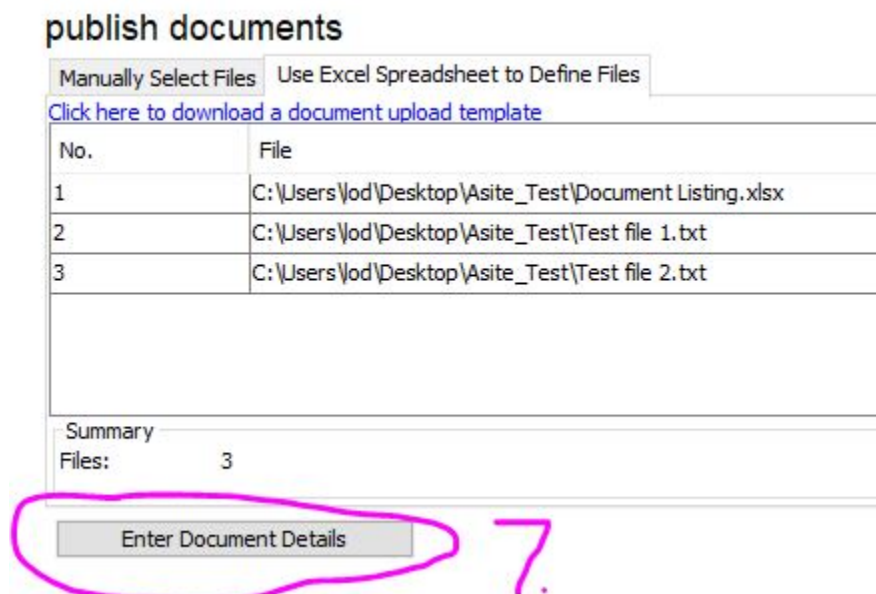 publish documents
Manually Select Files Use Excel Spreadsheet to Define Files
Click here to download a document upload template
No. File
1 C:\Users\lod\Desktop\Asite_Test\Document Listing.xlsx
2 C:\Users\lod\Desktop\Asite_Test\Test file 1.txt
3 C:\Users\lod\Desktop\Asite_Test\Test file 2.txt
Summary
Files: 3
Enter Document Details 7.